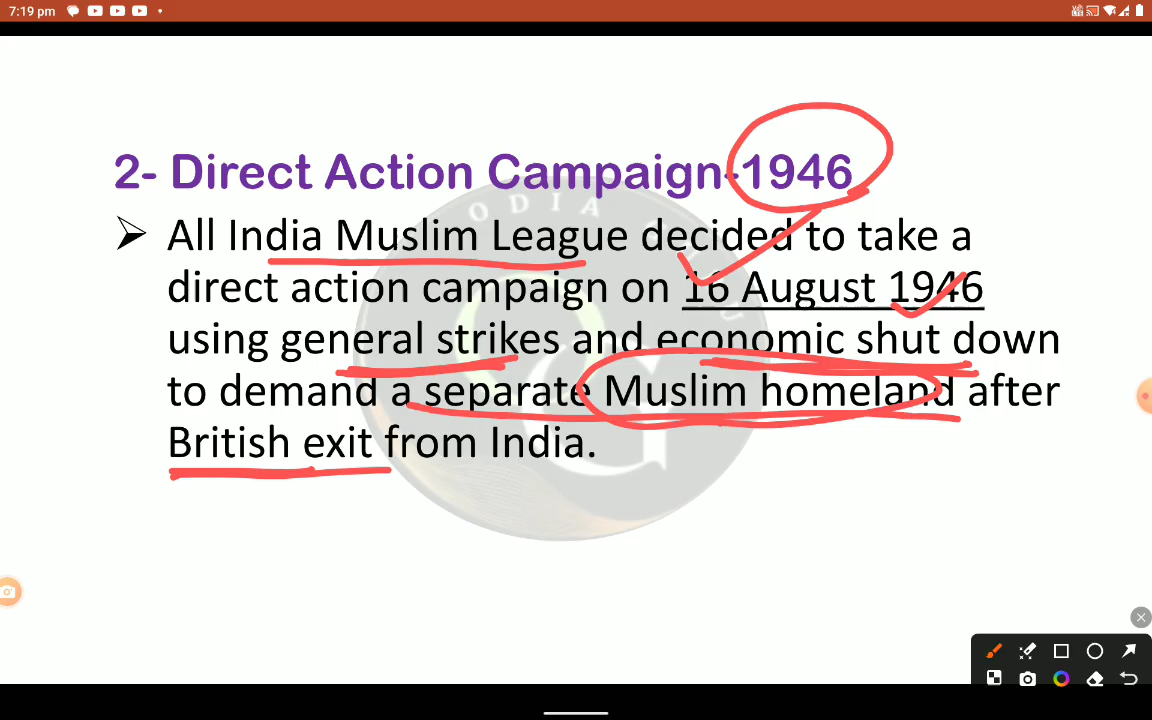 7:19 pm
2- Direct Action Campaign-1946
All India Muslim League decided to take a
direct action campaign on 16 August 1946
using general strikes and economic shut down
to demand a separate Muslim homeland after
British exit from India.
ODIA